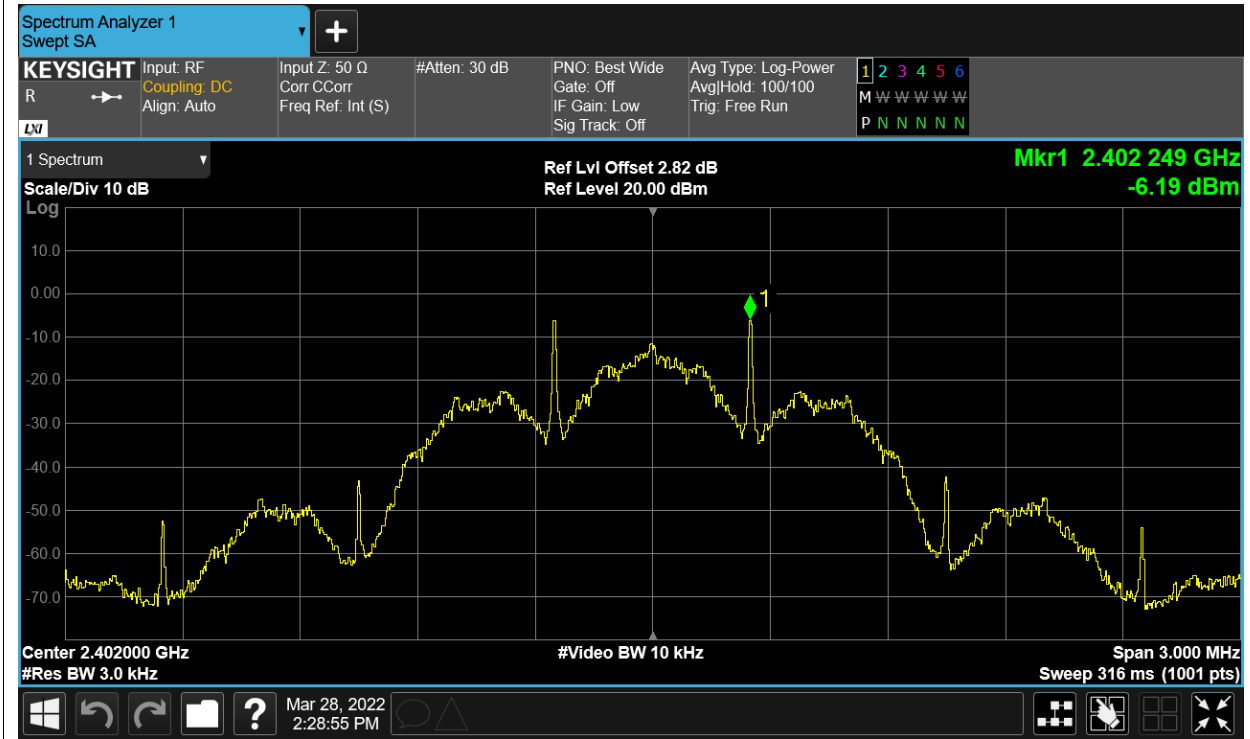 Spectrum Analyzer 1
Swept SA
KEYSIGHT
R
LXI
Input: RF
Coupling: DC
Align: Auto
Input Z: 50 Ω
Corr CCorr
Freq Ref: Int (S)
#Atten: 30 dB
PNO: Best Wide
Gate: Off
IF Gain: Low
Sig Track: Off
Avg Type: Log-Power
Avg|Hold: 100/100
Trig: Free Run
1 2 3 4 5 6
M W W W W W W
P N N N N N N
1 Spectrum
Scale/Div 10 dB
Log
Ref Lvl Offset 2.82 dB
Ref Level 20.00 dBm
Mkr1 2.402 249 GHz
-6.19 dBm
10.0
0.00
1
-10.0
-20.0
-30.0
-40.0
-50.0
-60.0
-70.0
Center 2.402000 GHz
#Video BW 10 kHz
Span 3.000 MHz
#Res BW 3.0 kHz
Sweep 316 ms (1001 pts)
?
Mar 28, 2022
2:28:55 PM